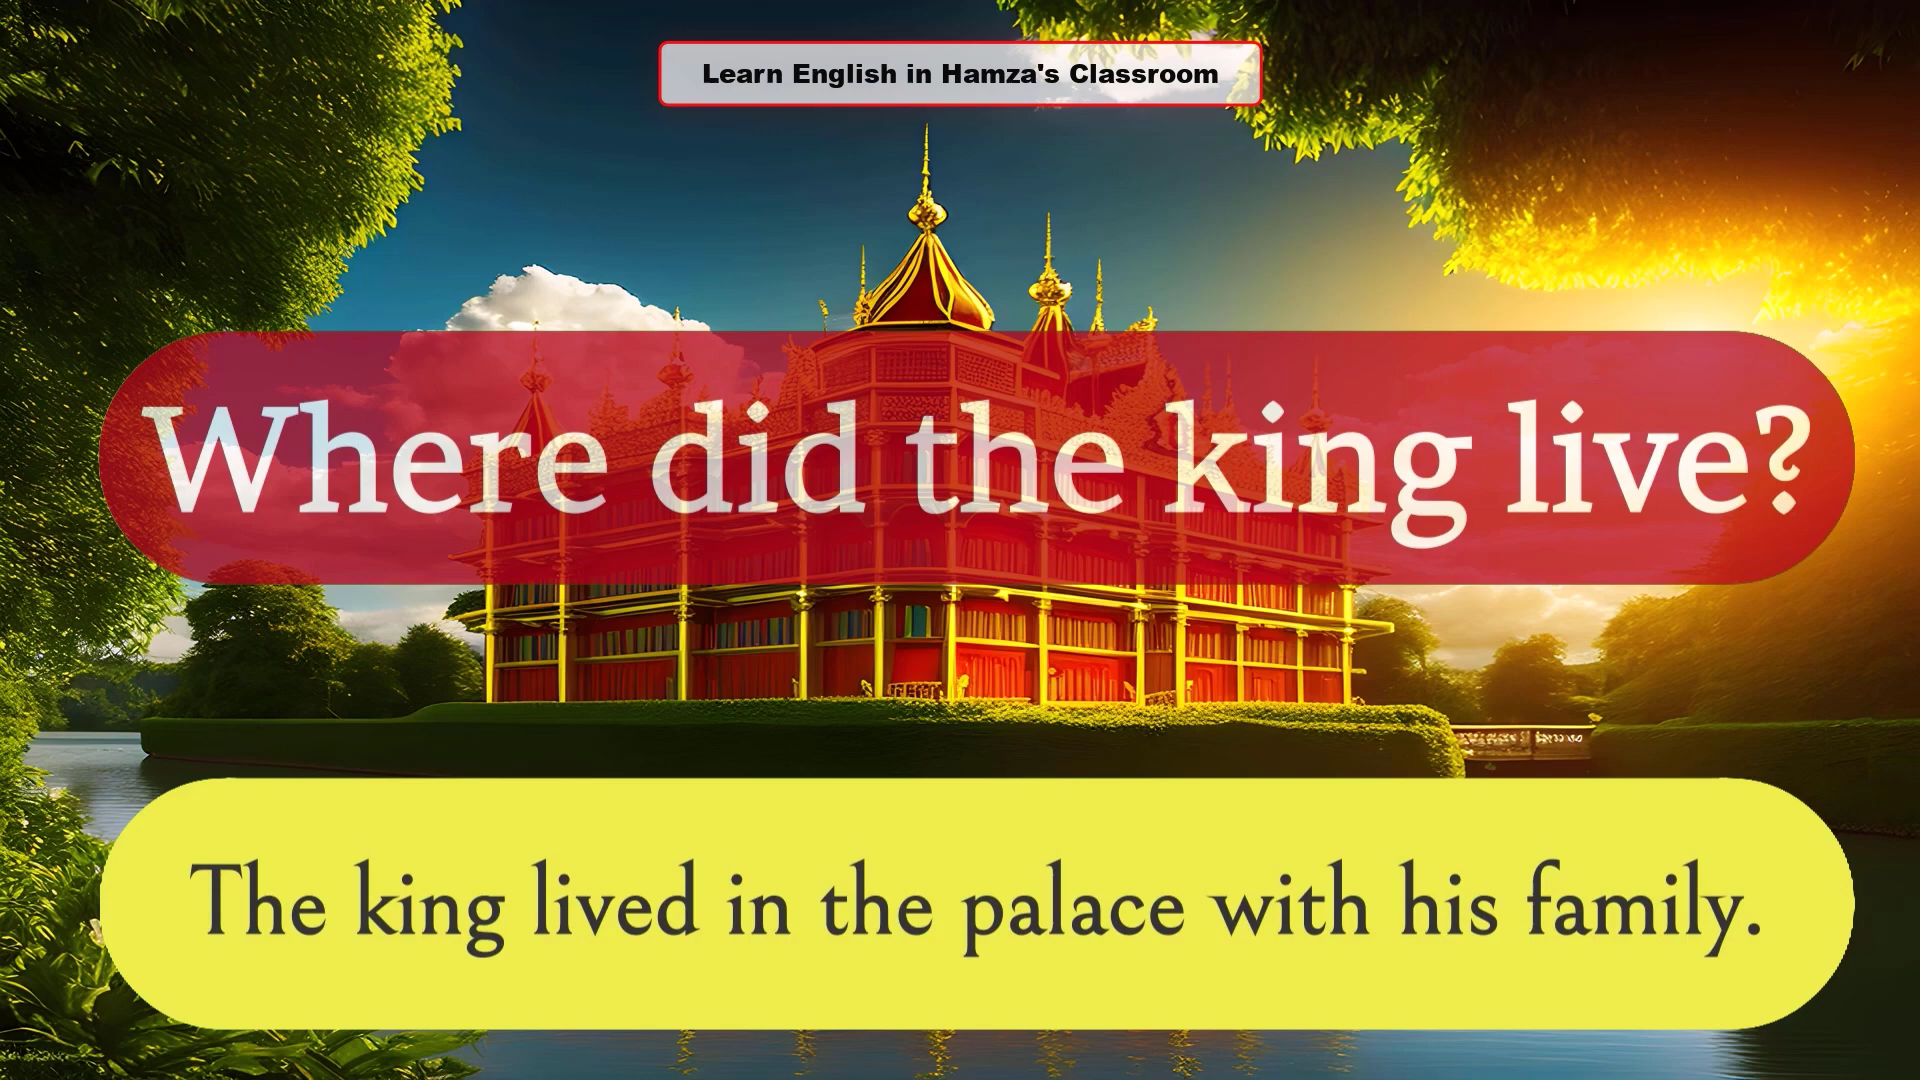 Learn English in Hamza's Classroom
Where did the king live?
The king lived in the palace with his family.